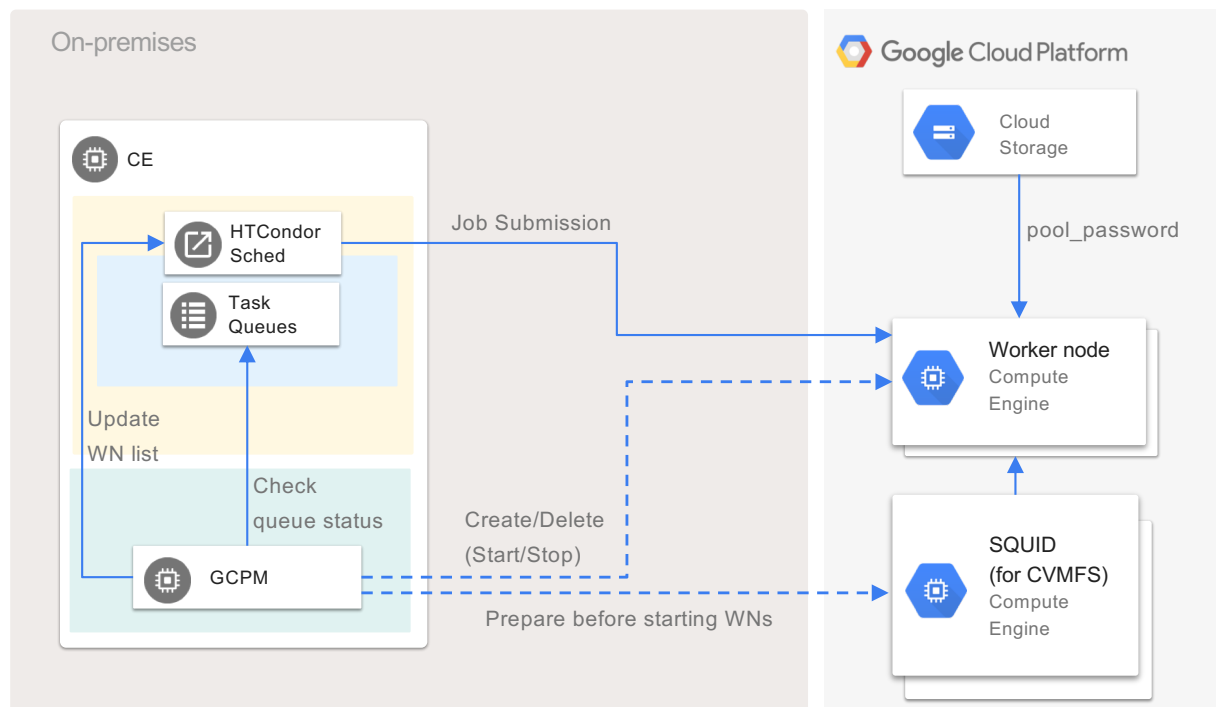 On-premises
Google Cloud Platform
Cloud
Storage
CE
HTCondor
Sched
Job Submission
pool_password
Task
Queues
Worker node
Compute
Engine
Update
WN list
Check
queue status
Create/Delete
(Start/Stop)
SQUID
(for CVMFS)
Compute
Engine
GCPM
Prepare before starting WNs